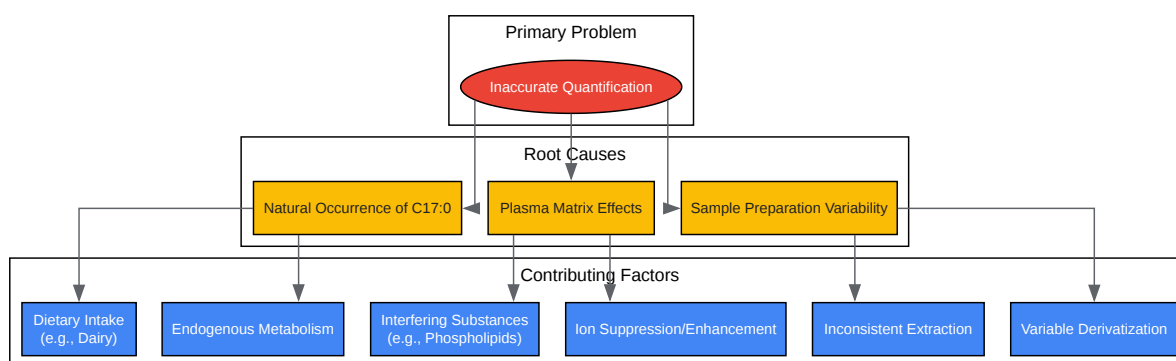 Primary Problem
Inaccurate Quantification
Root Causes
Natural Occurrence of C17:0
Plasma Matrix Effects
Sample Preparation Variability
Contributing Factors
Dietary Intake
(e.g., Dairy)
Endogenous Metabolism
Interfering Substances
(e.g., Phospholipids)
Ion Suppression/Enhancement
Inconsistent Extraction
Variable Derivatization